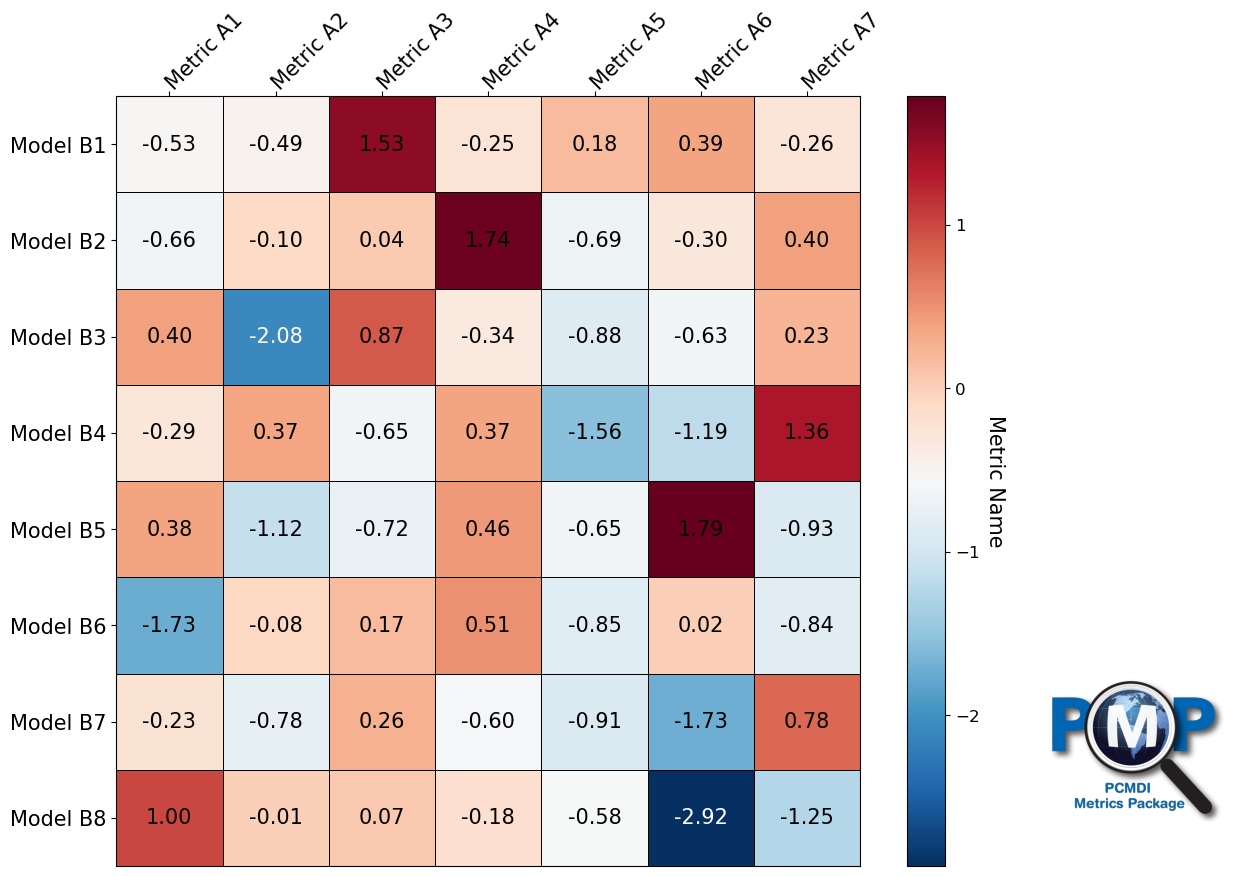 Metric A1 Metric A2 Metric A3 Metric A4 Metric A5 Metric A6 Metric A7
Model B1 -0.53 -0.49 1.53 -0.25 0.18 0.39 -0.26
Model B2 -0.66 -0.10 0.04 1.74 -0.69 -0.30 0.40
Model B3 0.40 -2.08 0.87 -0.34 -0.88 -0.63 0.23
Model B4 -0.29 0.37 -0.65 0.37 -1.56 -1.19 1.36
Model B5 0.38 -1.12 -0.72 0.46 -0.65 1.79 -0.93
Model B6 -1.73 -0.08 0.17 0.51 -0.85 0.02 -0.84
Model B7 -0.23 -0.78 0.26 -0.60 -0.91 -1.73 0.78
Model B8 1.00 -0.01 0.07 -0.18 -0.58 -2.92 -1.25
1
0
−1
−2
Metric Name
PMP
PCMDI
Metrics Package